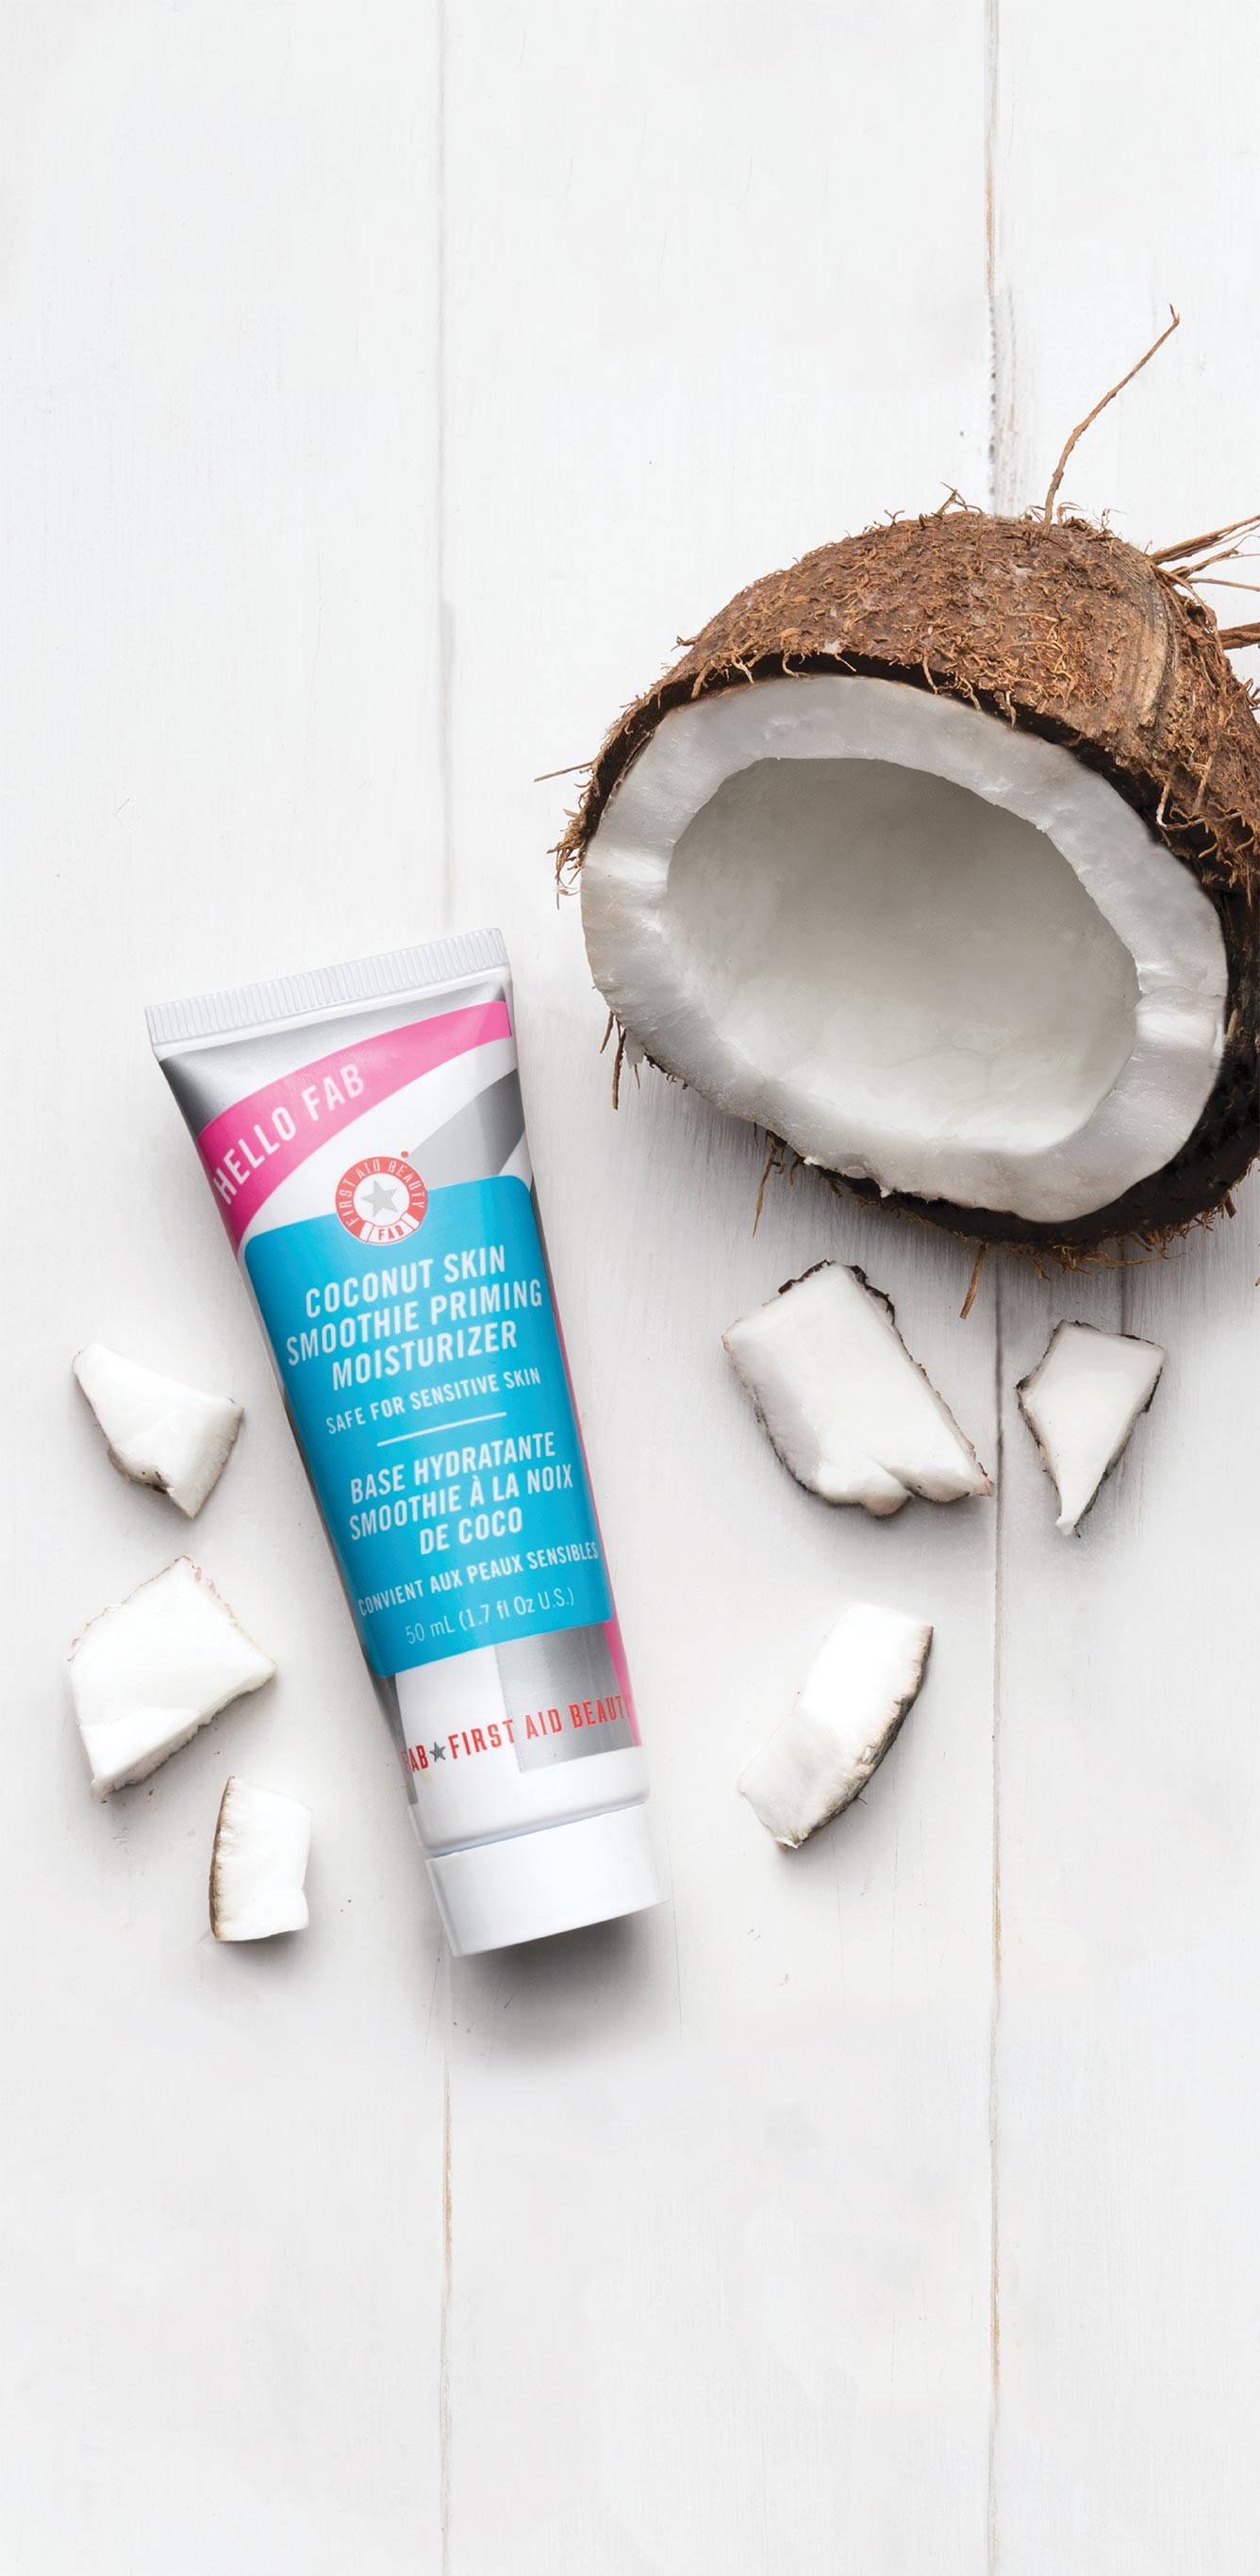 HELLO FAB
FIRST AID BEAUTY
FAB
COCONUT SKIN
SMOOTHIE PRIMING
MOISTURIZER
SAFE FOR SENSITIVE SKIN
BASE HYDRATANTE
SMOOTHIE À LA NOIX
DE COCO
CONVIENT AUX PEAUX SENSIBLES
50 mL (1.7 fl Oz U.S.)
FAB★FIRST AID BEAUTY